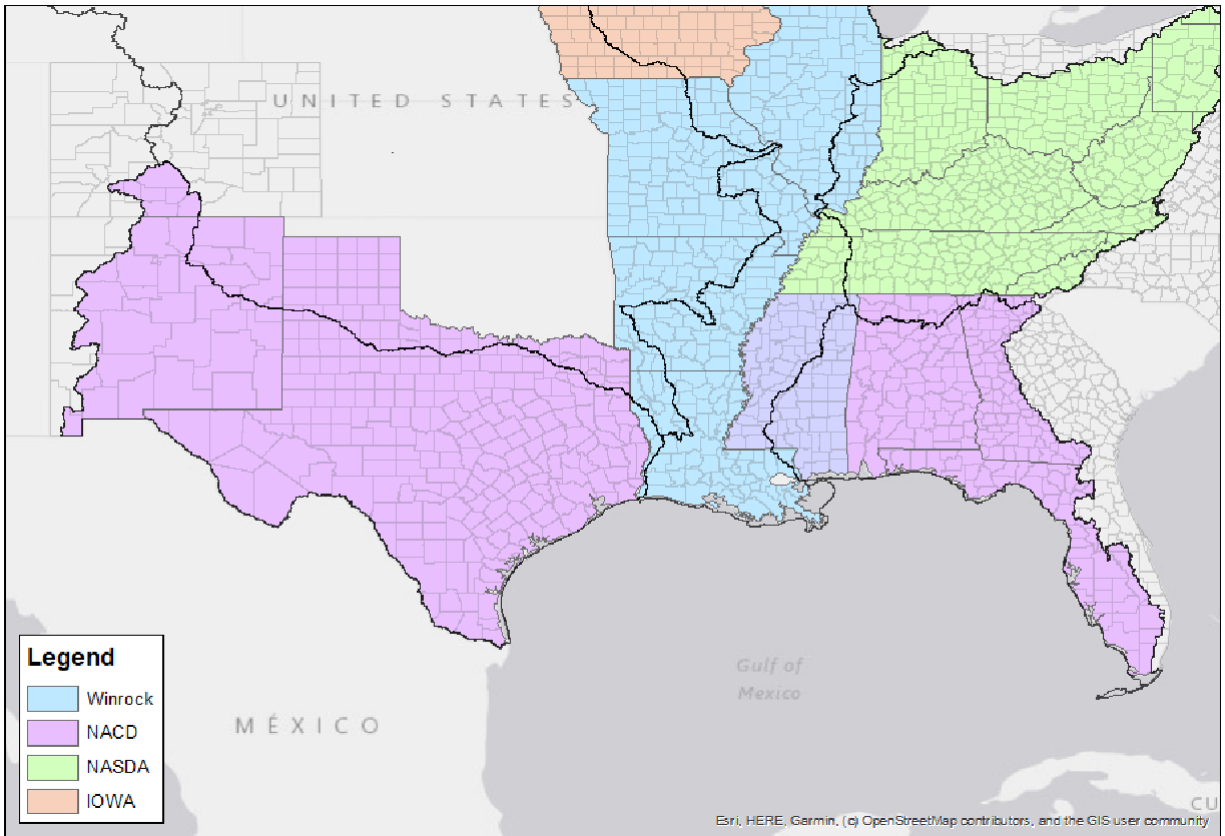 UNITED STATES
Gulf of
Mexico
MÉXICO
Legend
Winrock
NACD
NASDA
IOWA
CU
Esri, HERE, Garmin, (c) OpenStreetMap contributors, and the GIS user community